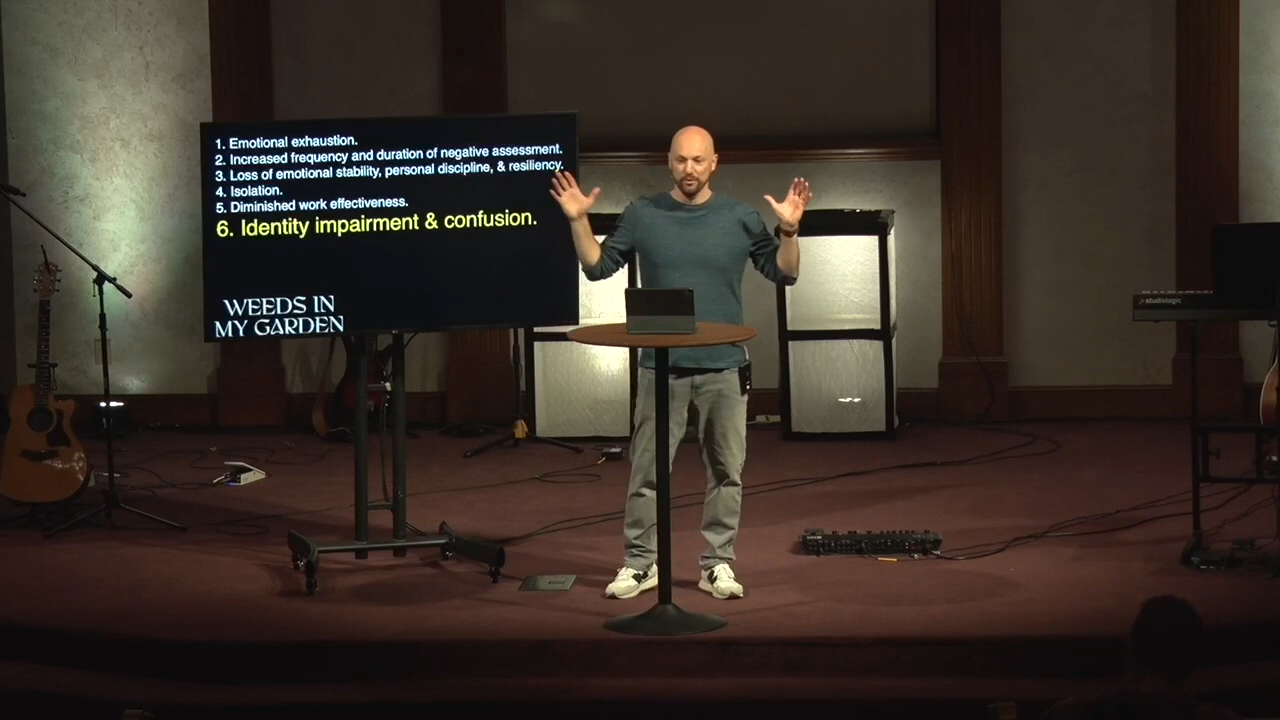 1. Emotional exhaustion.
2. Increased frequency and duration of negative assessment.
3. Loss of emotional stability, personal discipline, & resiliency.
4. Isolation.
5. Diminished work effectiveness.
6. Identity impairment & confusion.
WEEDS IN
MY GARDEN
studiologic